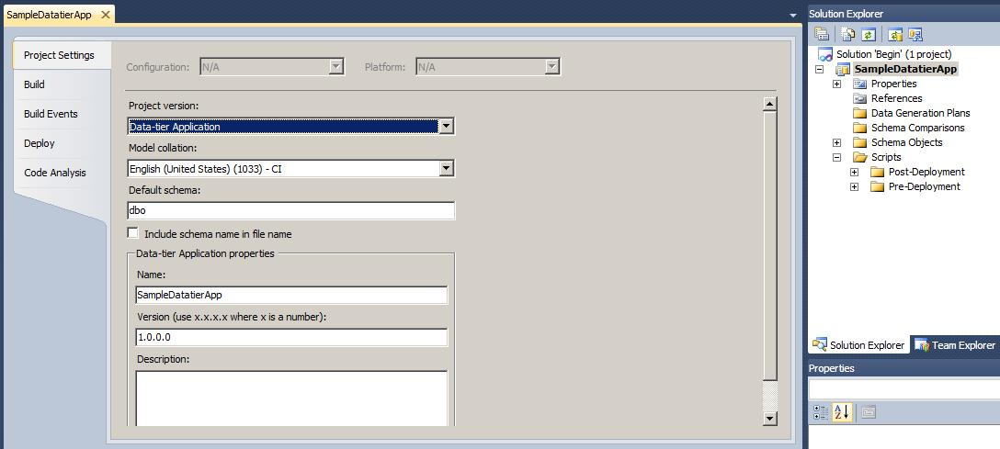 SampleDatatierApp
Project Settings
Build
Build Events
Deploy
Code Analysis
Configuration: N/A Platform: N/A
Project version:
Data-tier Application
Model collation:
English (United States) (1033) - CI
Default schema:
dbo
Include schema name in file name
Data-tier Application properties
Name:
SampleDatatierApp
Version (use x.x.x.x where x is a number):
1.0.0.0
Description:
Solution Explorer
Solution 'Begin' (1 project)
SampleDatatierApp
Properties
References
Data Generation Plans
Schema Comparisons
Schema Objects
Scripts
Post-Deployment
Pre-Deployment
Solution Explorer Team Explorer
Properties